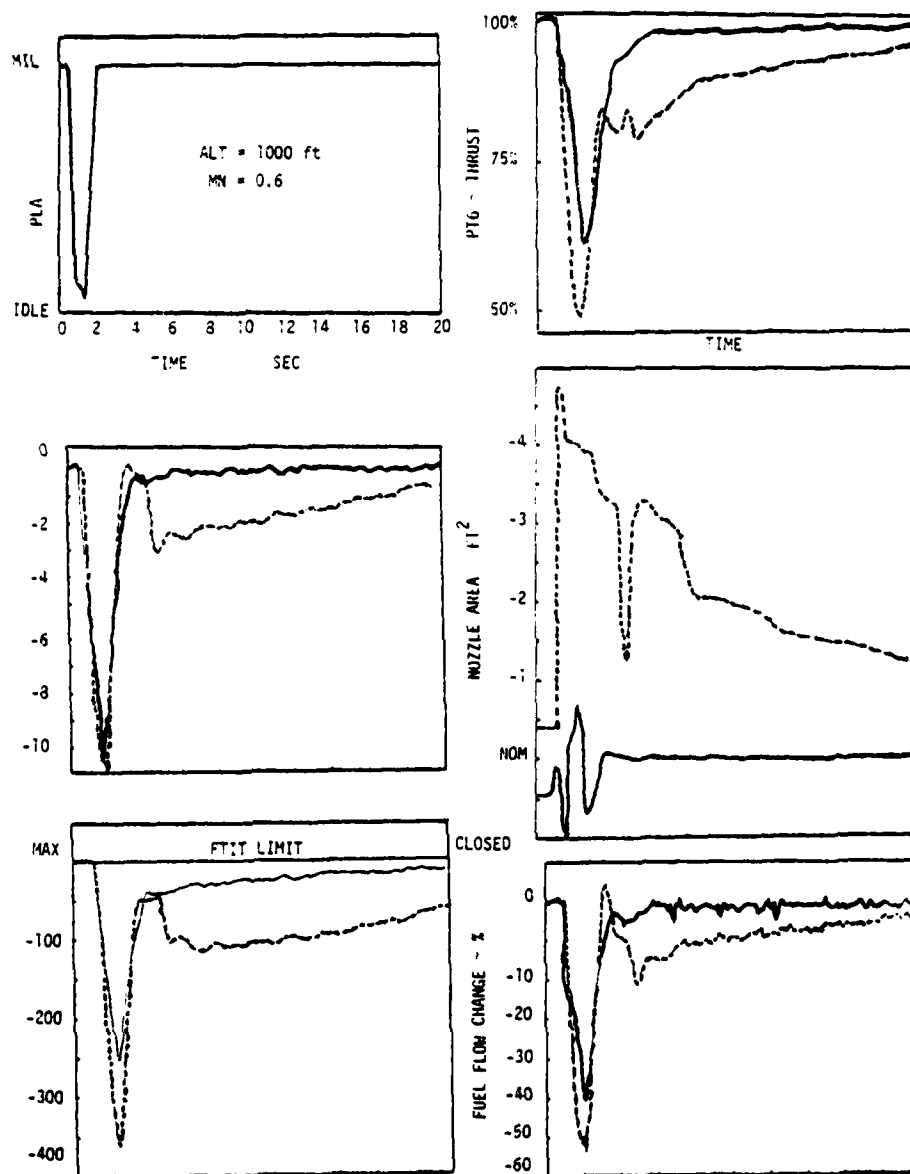 MIL
ALT = 1000 ft
MN = 0.6
PLA
IDLE
0 2 4 6 8 10 12 14 16 18 20
TIME SEC
100%
75%
50%
PTG - THRUST
TIME
0
-2
-4
-6
-8
-10
-4
-3
-2
-1
NOM
CLOSED
NOZZLE AREA FT2
MAX
FTIT LIMIT
-100
-200
-300
-400
0
-10
-20
-30
-40
-50
-60
FUEL FLOW CHANGE ~ %